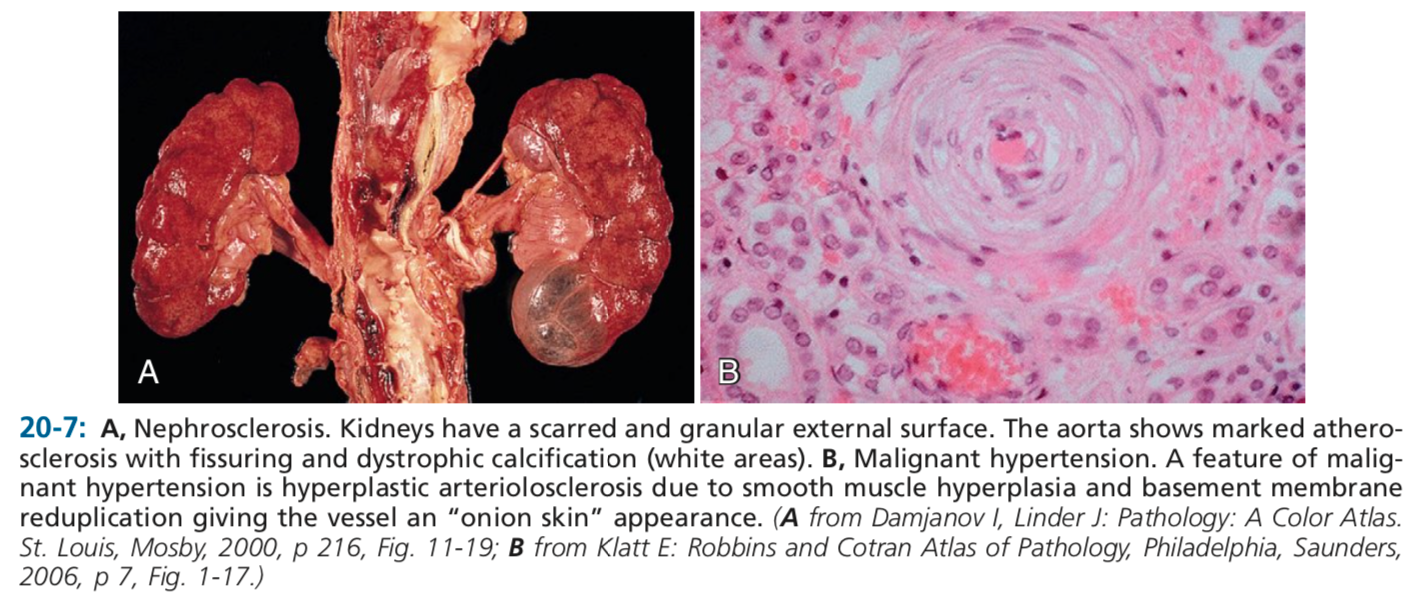 A
B
20-7: A, Nephrosclerosis. Kidneys have a scarred and granular external surface. The aorta shows marked athero-
sclerosis with fissuring and dystrophic calcification (white areas). B, Malignant hypertension. A feature of malig-
nant hypertension is hyperplastic arteriolosclerosis due to smooth muscle hyperplasia and basement membrane
reduplication giving the vessel an “onion skin” appearance. (A from Damjanov I, Linder J: Pathology: A Color Atlas.
St. Louis, Mosby, 2000, p 216, Fig. 11-19; B from Klatt E: Robbins and Cotran Atlas of Pathology, Philadelphia, Saunders,
2006, p 7, Fig. 1-17.)